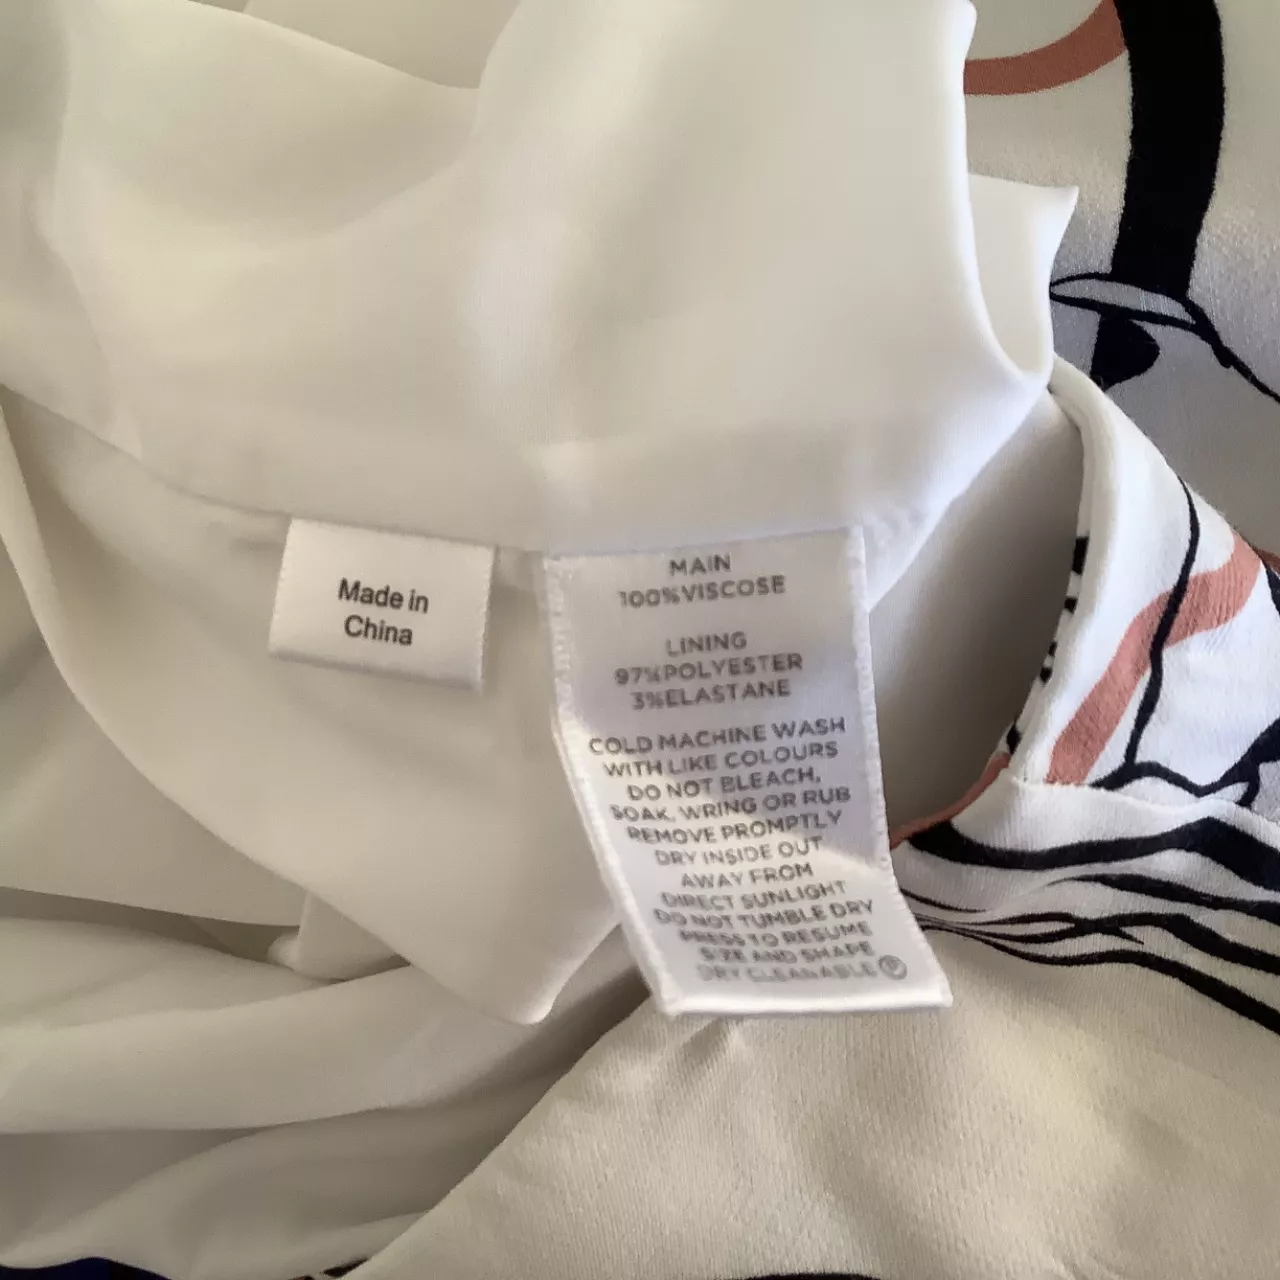 Made in
China
MAIN
100%VISCOSE
LINING
97%POLYESTER
3%ELASTANE
COLD MACHINE WASH
WITH LIKE COLOURS
DO NOT BLEACH,
SOAK, WRING OR RUB
REMOVE PROMPTLY
DRY INSIDE OUT
AWAY FROM
DIRECT SUNLIGHT
DO NOT TUMBLE DRY
PRESS TO RESUME
SIZE AND SHAPE
DRY CLEANABLE Ⓟ